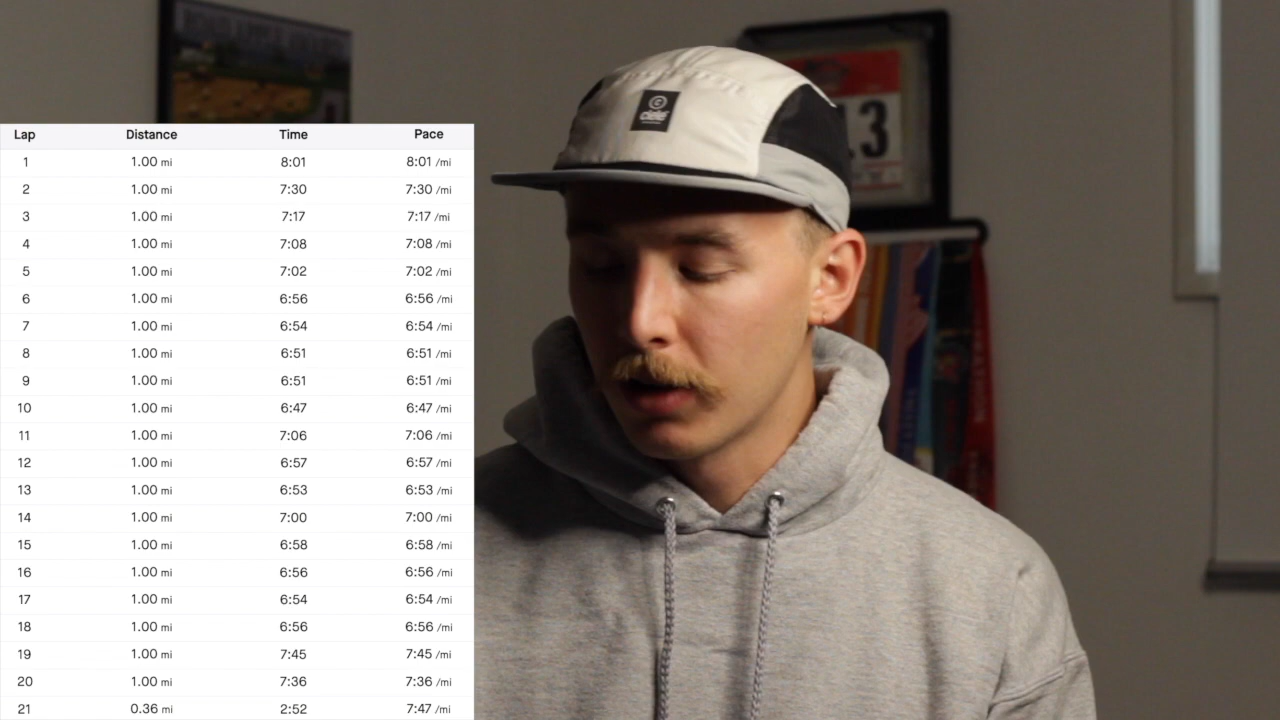 Lap Distance Time Pace
1 1.00 mi 8:01 8:01 /mi
2 1.00 mi 7:30 7:30 /mi
3 1.00 mi 7:17 7:17 /mi
4 1.00 mi 7:08 7:08 /mi
5 1.00 mi 7:02 7:02 /mi
6 1.00 mi 6:56 6:56 /mi
7 1.00 mi 6:54 6:54 /mi
8 1.00 mi 6:51 6:51 /mi
9 1.00 mi 6:51 6:51 /mi
10 1.00 mi 6:47 6:47 /mi
11 1.00 mi 7:06 7:06 /mi
12 1.00 mi 6:57 6:57 /mi
13 1.00 mi 6:53 6:53 /mi
14 1.00 mi 7:00 7:00 /mi
15 1.00 mi 6:58 6:58 /mi
16 1.00 mi 6:56 6:56 /mi
17 1.00 mi 6:54 6:54 /mi
18 1.00 mi 6:56 6:56 /mi
19 1.00 mi 7:45 7:45 /mi
20 1.00 mi 7:36 7:36 /mi
21 0.36 mi 2:52 7:47 /mi
ciele